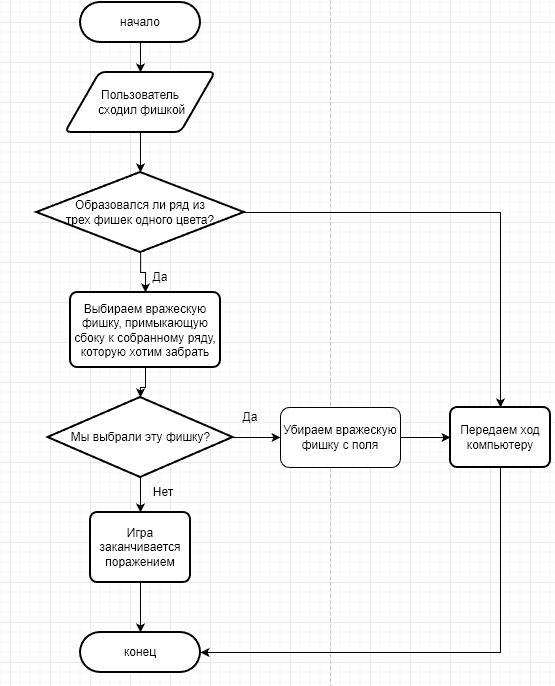 начало
Пользователь
сходил фишкой
Образовался ли ряд из
трех фишек одного цвета?
Да
Выбираем вражескую
фишку, примыкающую
сбоку к собранному ряду,
которую хотим забрать
Мы выбрали эту фишку?
Да
Убираем вражескую
фишку с поля
Передаем ход
компьютеру
Нет
Игра
заканчивается
поражением
конец